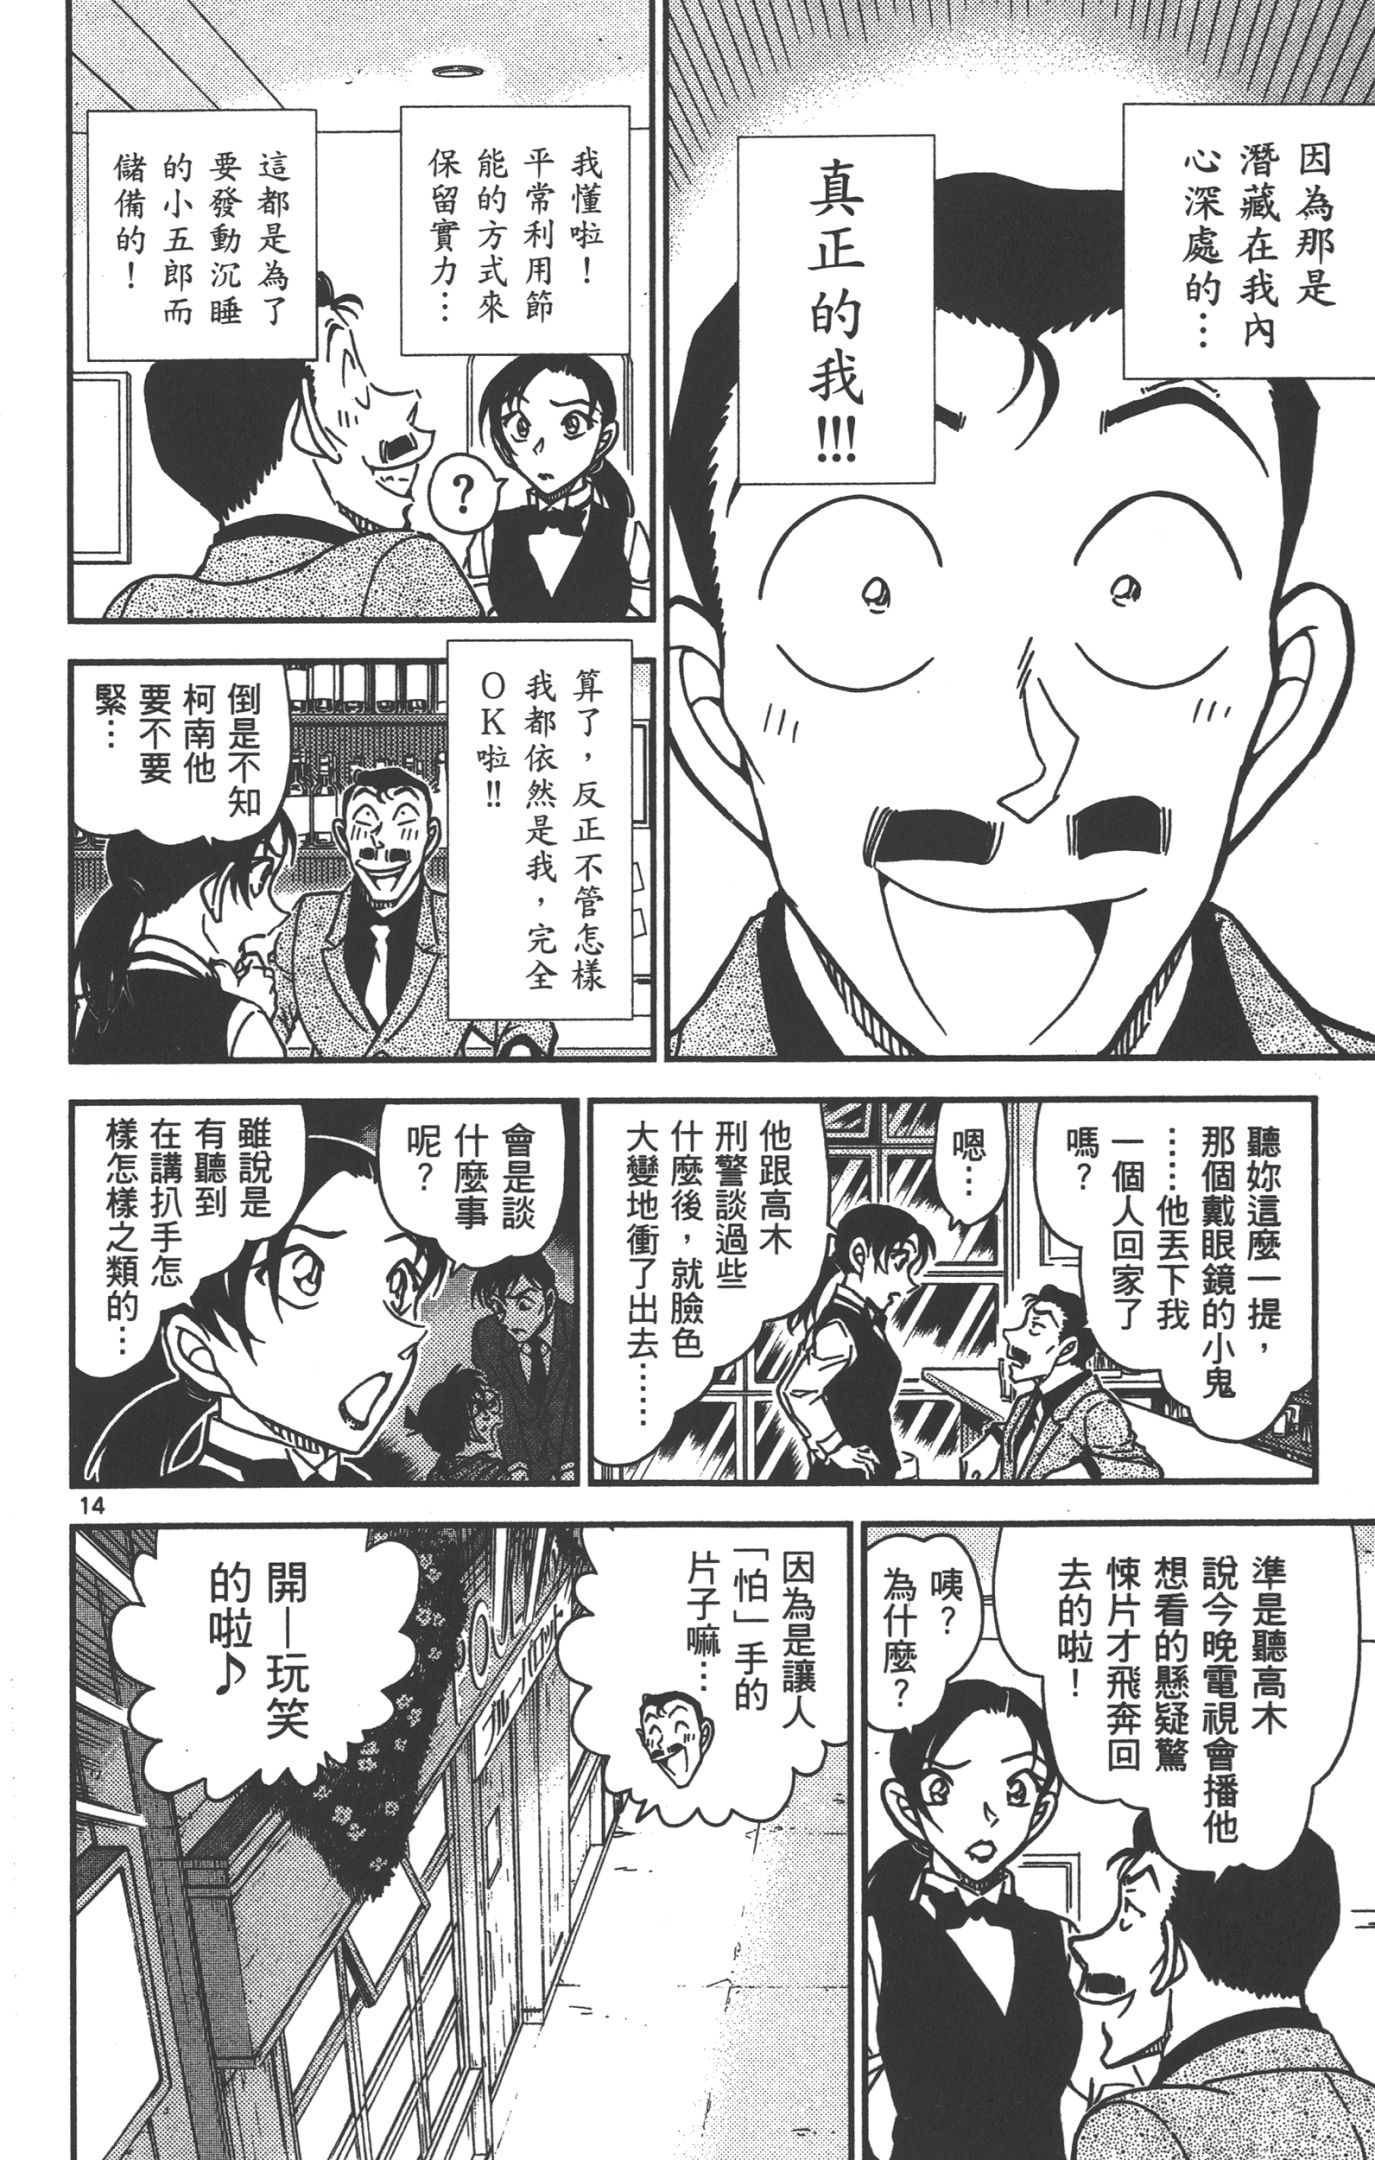 因為那是
潛藏在我內
心深處的…
真正的我!!!
我懂啦！
平常利用節
能的方式來
保留實力…
這都是為了
要發動沉睡
的小五郎而
儲備的！
?
算了，反正不管怎樣
我都依然是我，完全
OK啦!!
倒是不知
柯南他
要不要
緊…
聽妳這麼一提，
那個戴眼鏡的小鬼
……他丟下我
一個人回家了
嗎？
嗯…
他跟高木
刑警談過些
什麼後，就臉色
大變地衝了出去……
會是談
什麼事
呢？
雖說是
有聽到
在講扒手怎
樣怎樣之類的…
14
準是聽高木
說今晚電視會播他
想看的懸疑驚
悚片才飛奔回
去的啦！
咦？
為什麼？
因為是讓人
「怕」手的
片子嘛…
開－玩笑
的啦♪
ブルーパロット